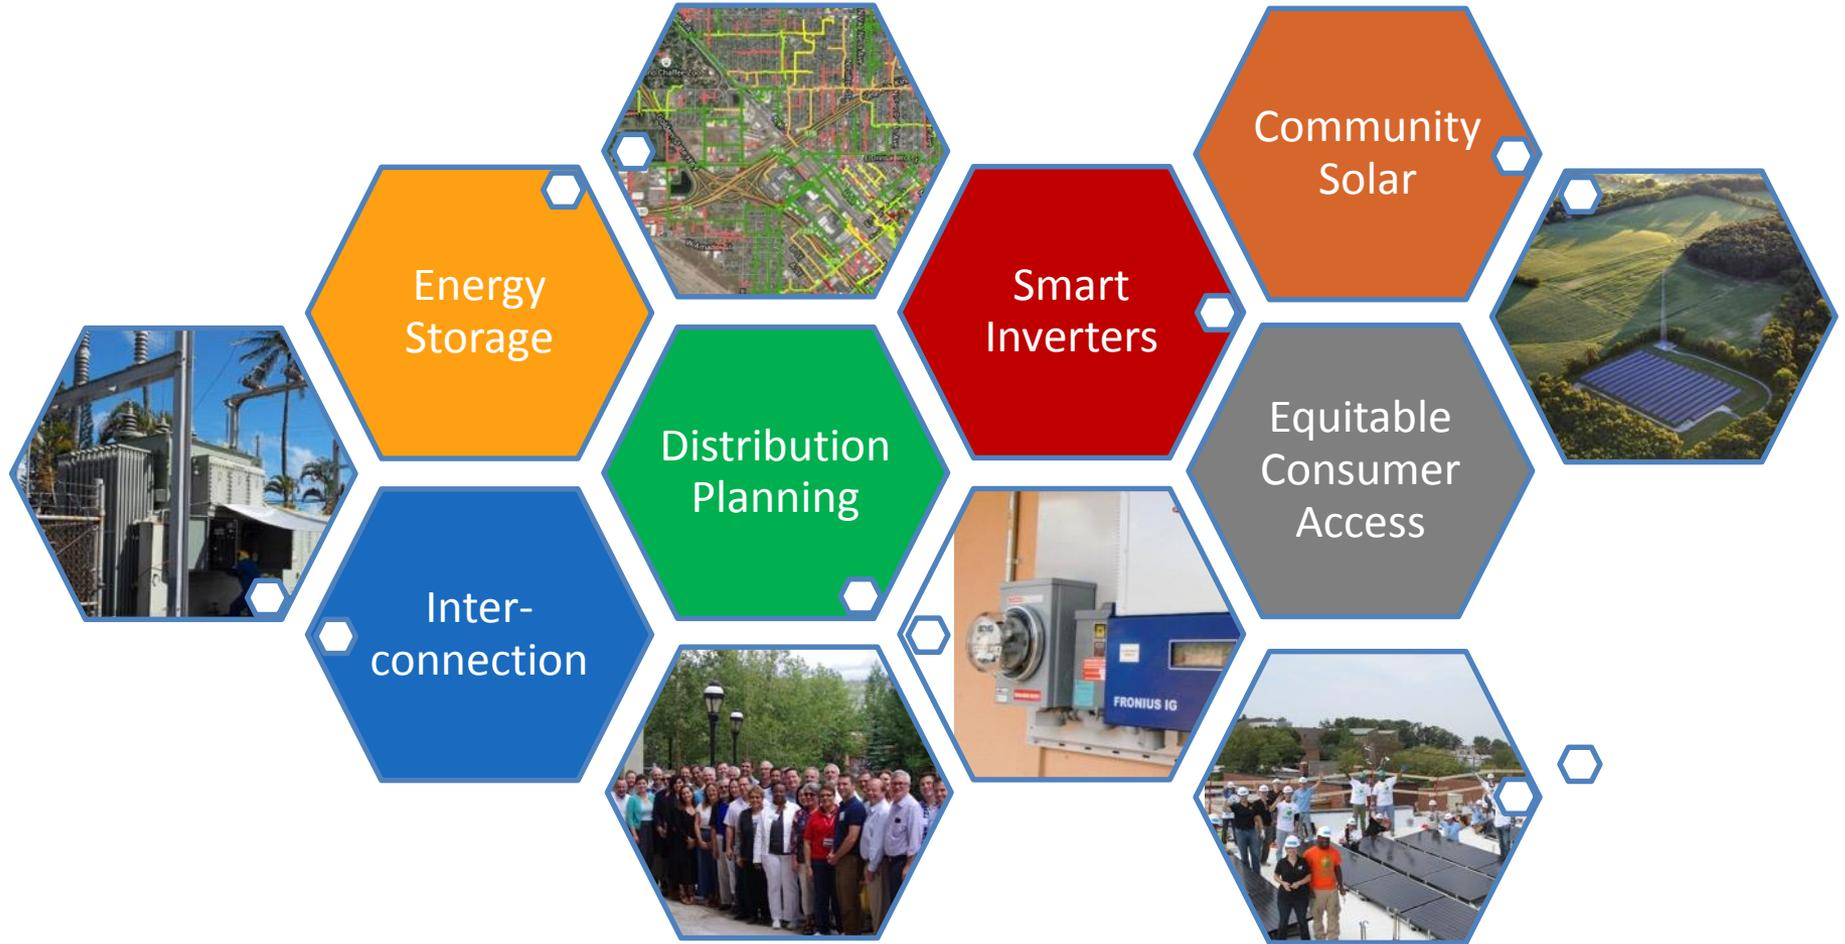 Community
Solar
Energy
Storage
Smart
Inverters
Distribution
Planning
Equitable
Consumer
Access
Inter-
connection
FRONIUS IG